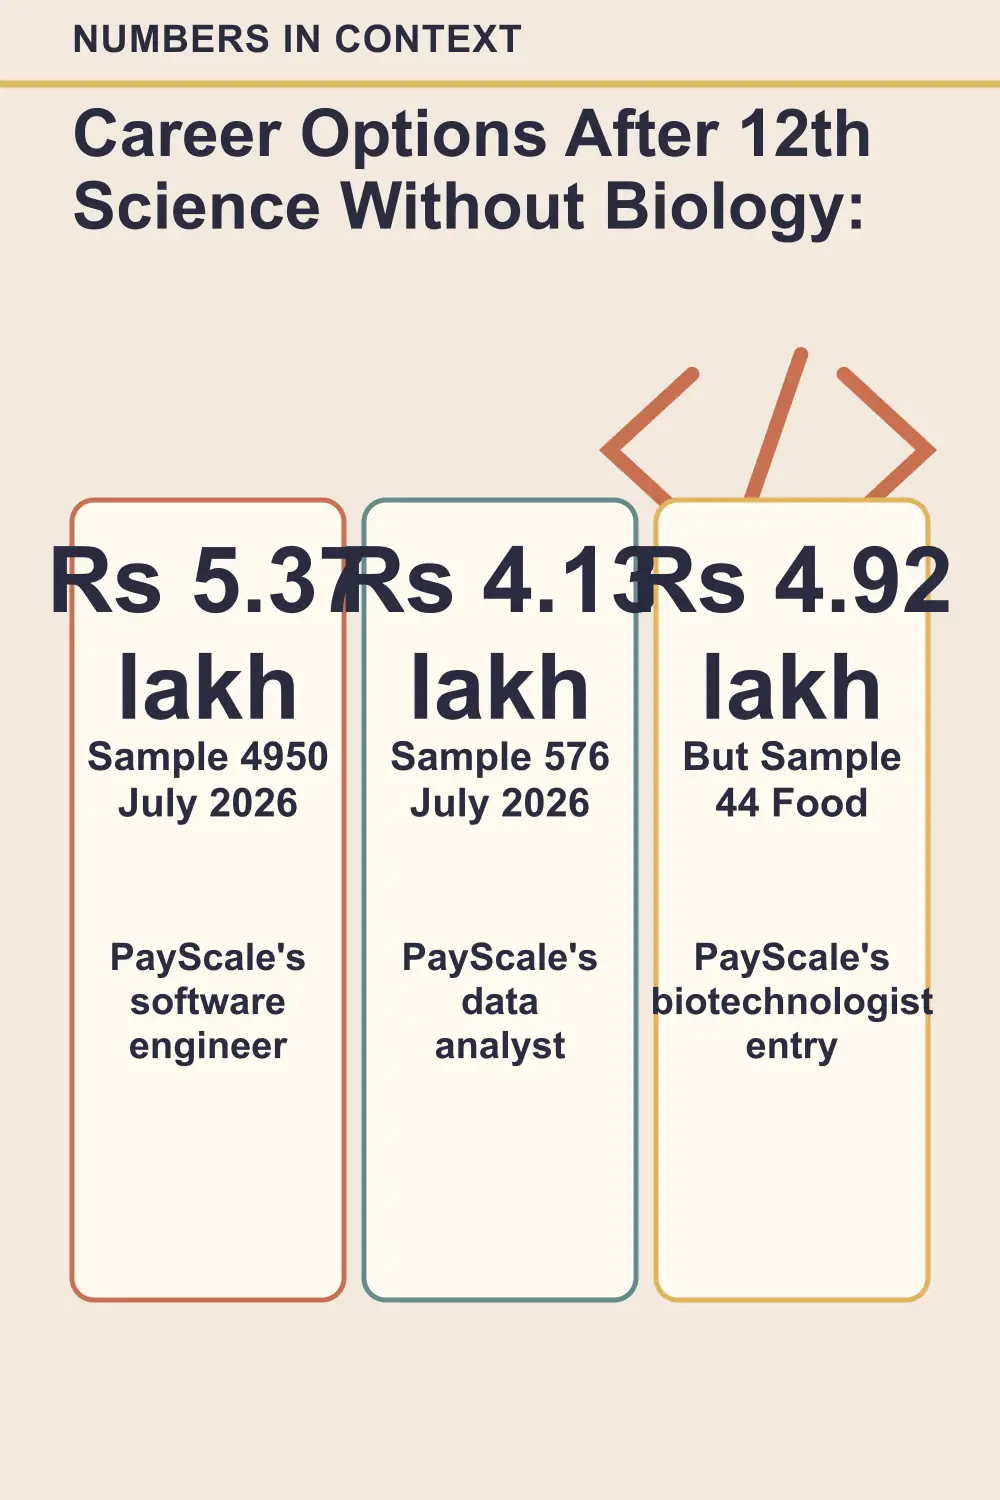 NUMBERS IN CONTEXT
Career Options After 12th
Science Without Biology:
Rs 5.37
lakh
Sample 4950
July 2026
PayScale's
software
engineer
Rs 4.13
lakh
Sample 576
July 2026
PayScale's
data
analyst
Rs 4.92
lakh
But Sample
44 Food
PayScale's
biotechnologist
entry